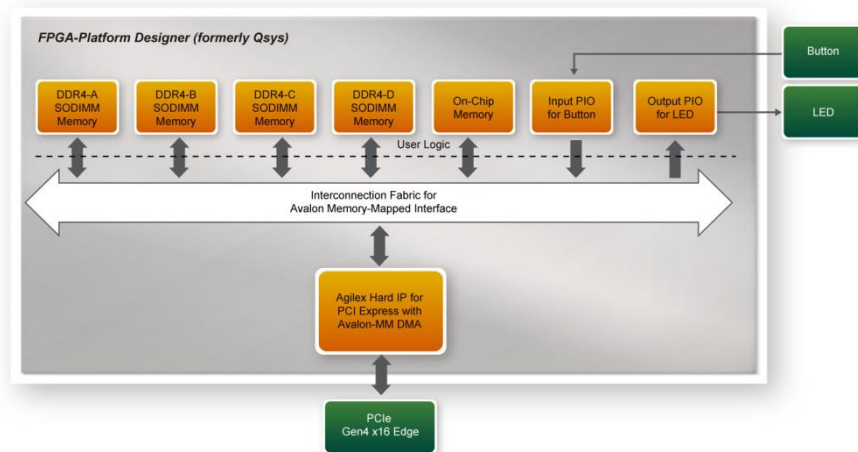 FPGA-Platform Designer (formerly Qsys)
Button
LED
DDR4-A
SODIMM
Memory
DDR4-B
SODIMM
Memory
DDR4-C
SODIMM
Memory
DDR4-D
SODIMM
Memory
On-Chip
Memory
Input PIO
for Button
Output PIO
for LED
User Logic
Interconnection Fabric for
Avalon Memory-Mapped Interface
Agilex Hard IP for
PCI Express with
Avalon-MM DMA
PCIe
Gen4 x16 Edge